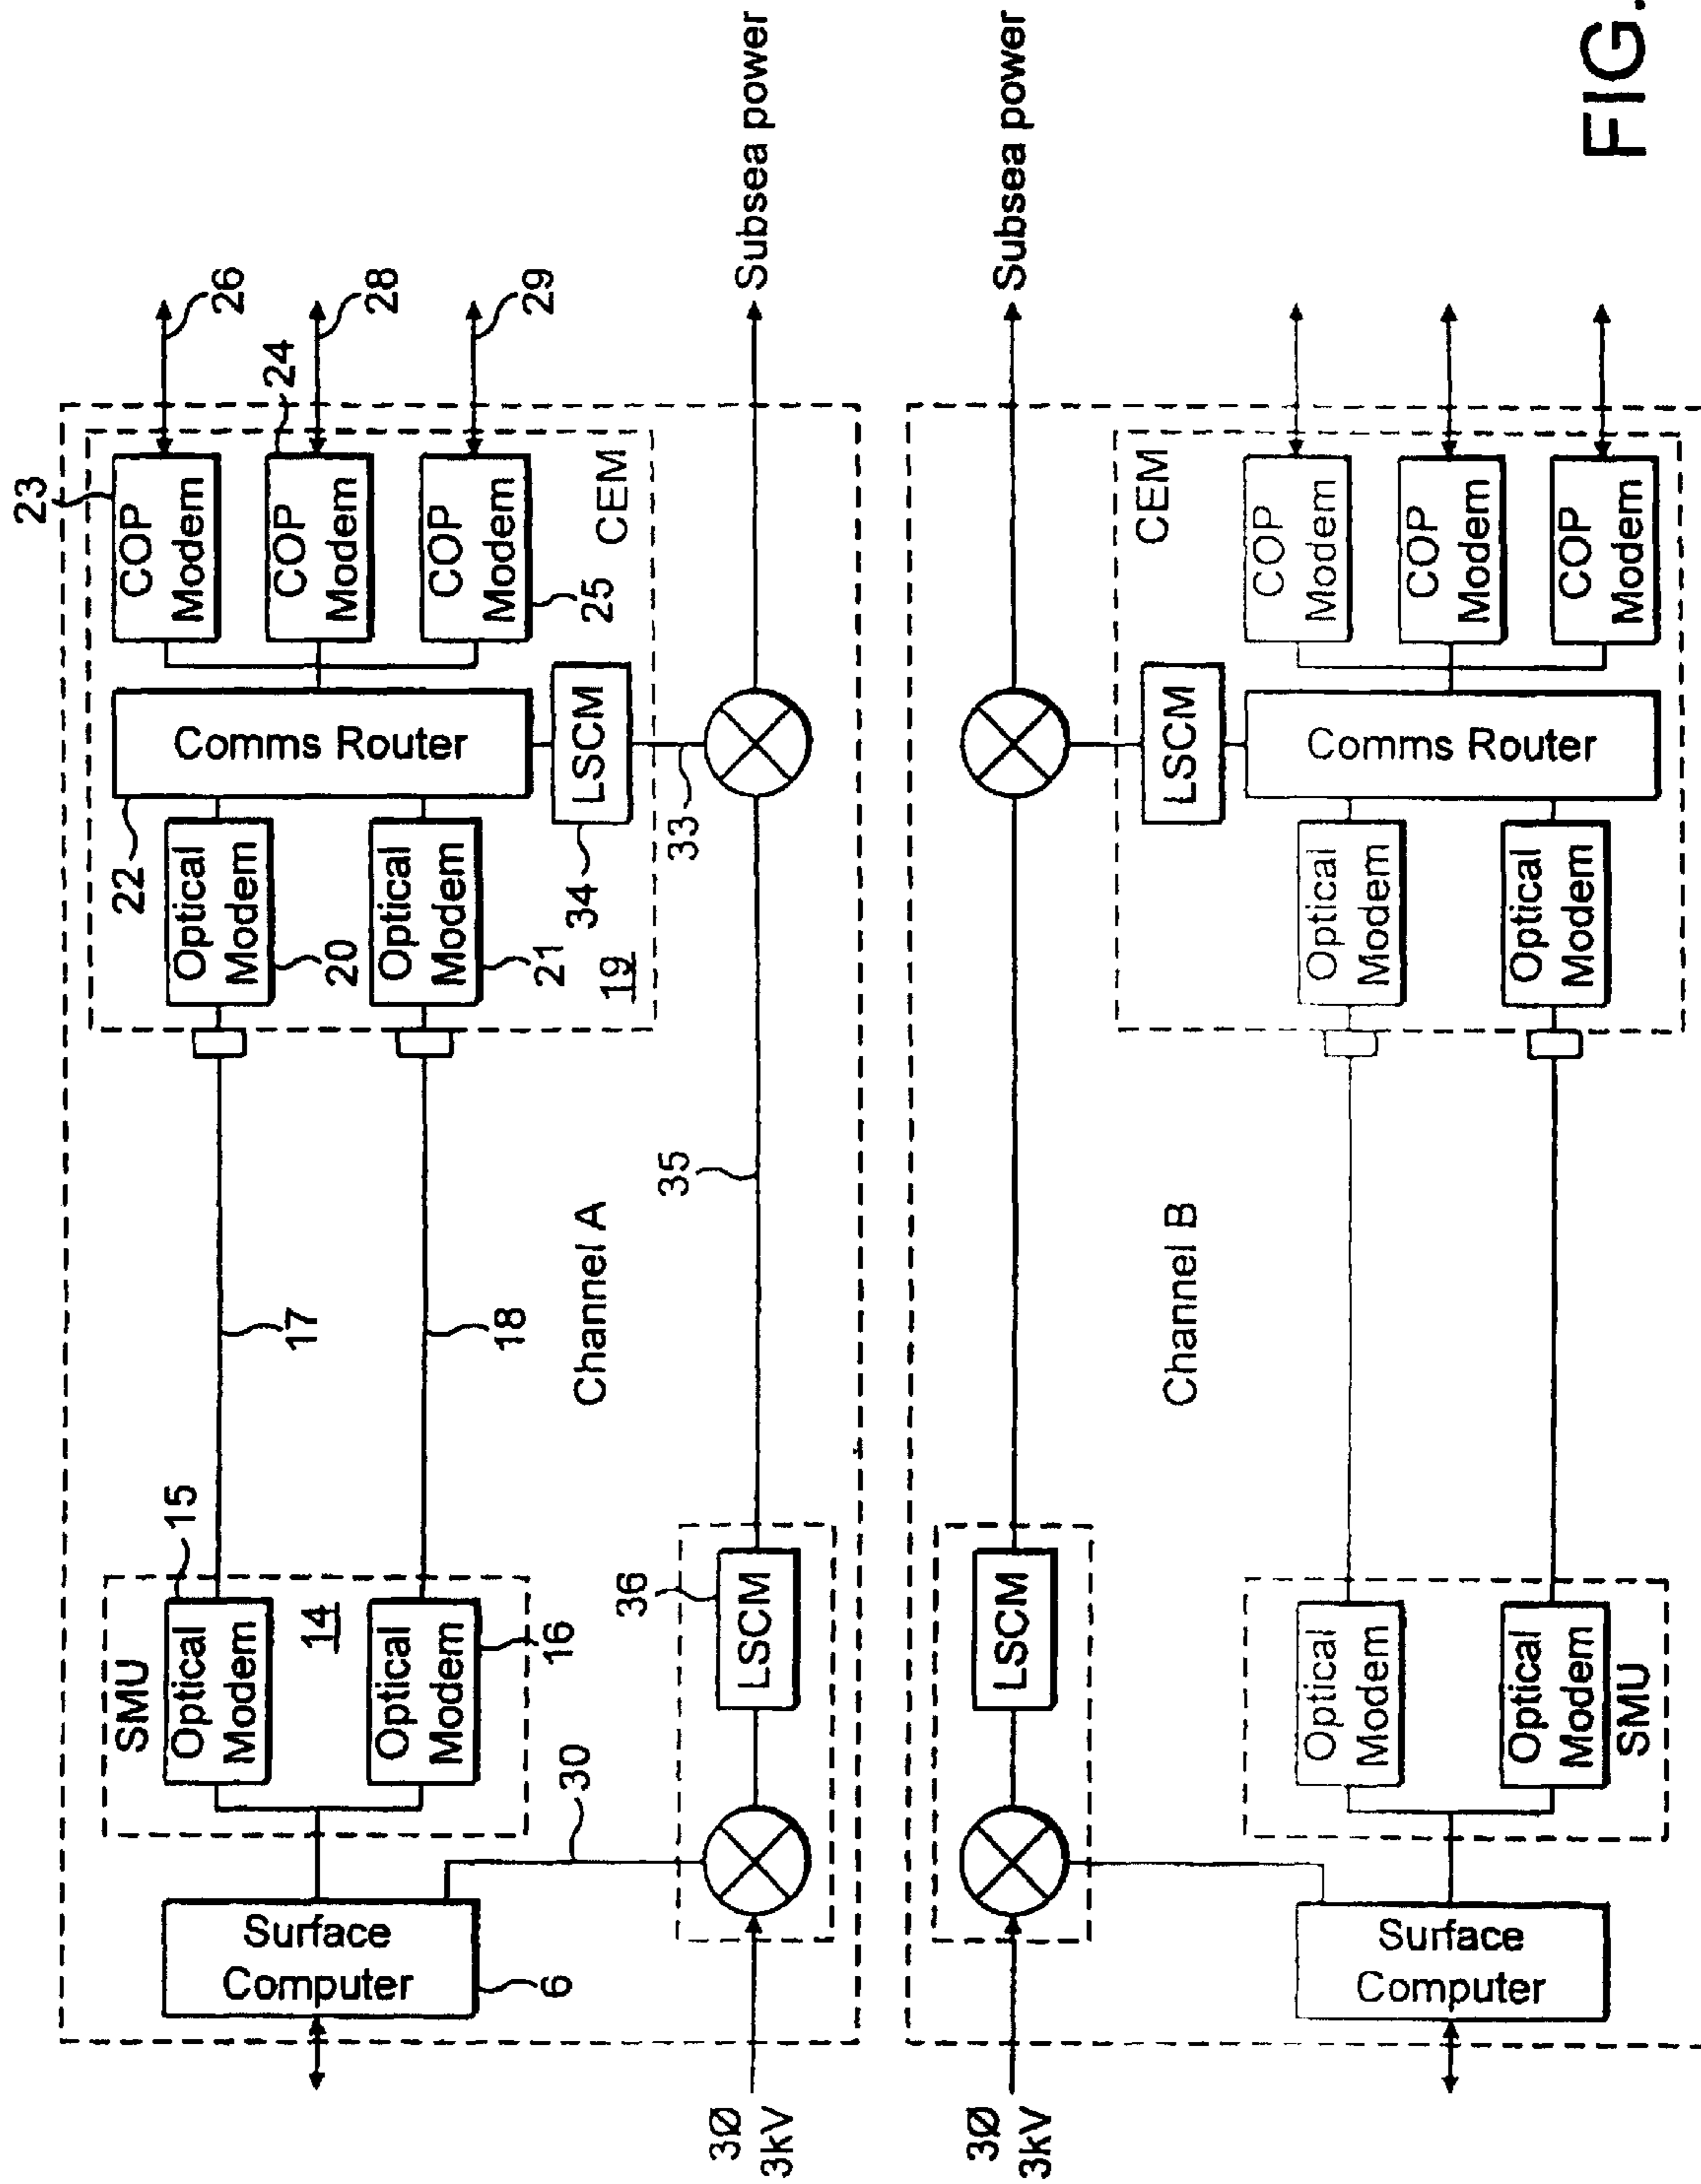 23
COP
Modem
26
24
COP
Modem
28
COP
Modem
29
25
CEM
22
Comms Router
Optical
Modem
20
Optical
Modem
21
19
LSCM
34
33
17
18
15
SMU
Optical
Modem
14
Optical
Modem
16
Surface
Computer
6
30
Channel A
35
36
LSCM
3Ø
3kV
Subsea power
3Ø
3kV
LSCM
Subsea power
Channel B
LSCM
CEM
COP
Modem
COP
Modem
COP
Modem
Comms Router
Optical
Modem
Optical
Modem
Optical
Modem
Optical
Modem
SMU
Surface
Computer
FIG.